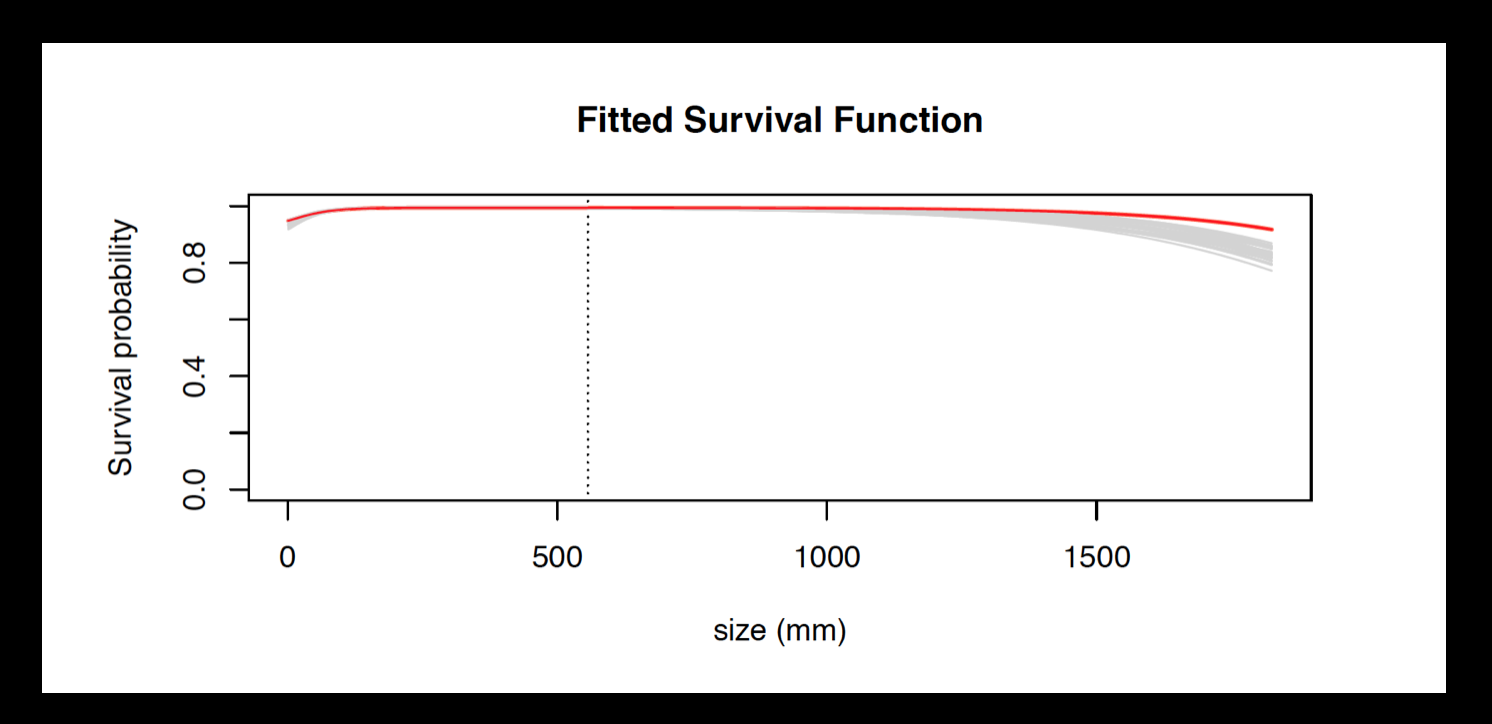 Fitted Survival Function
Survival probability
0.8
0.4
0.0
0 500 1000 1500
size (mm)